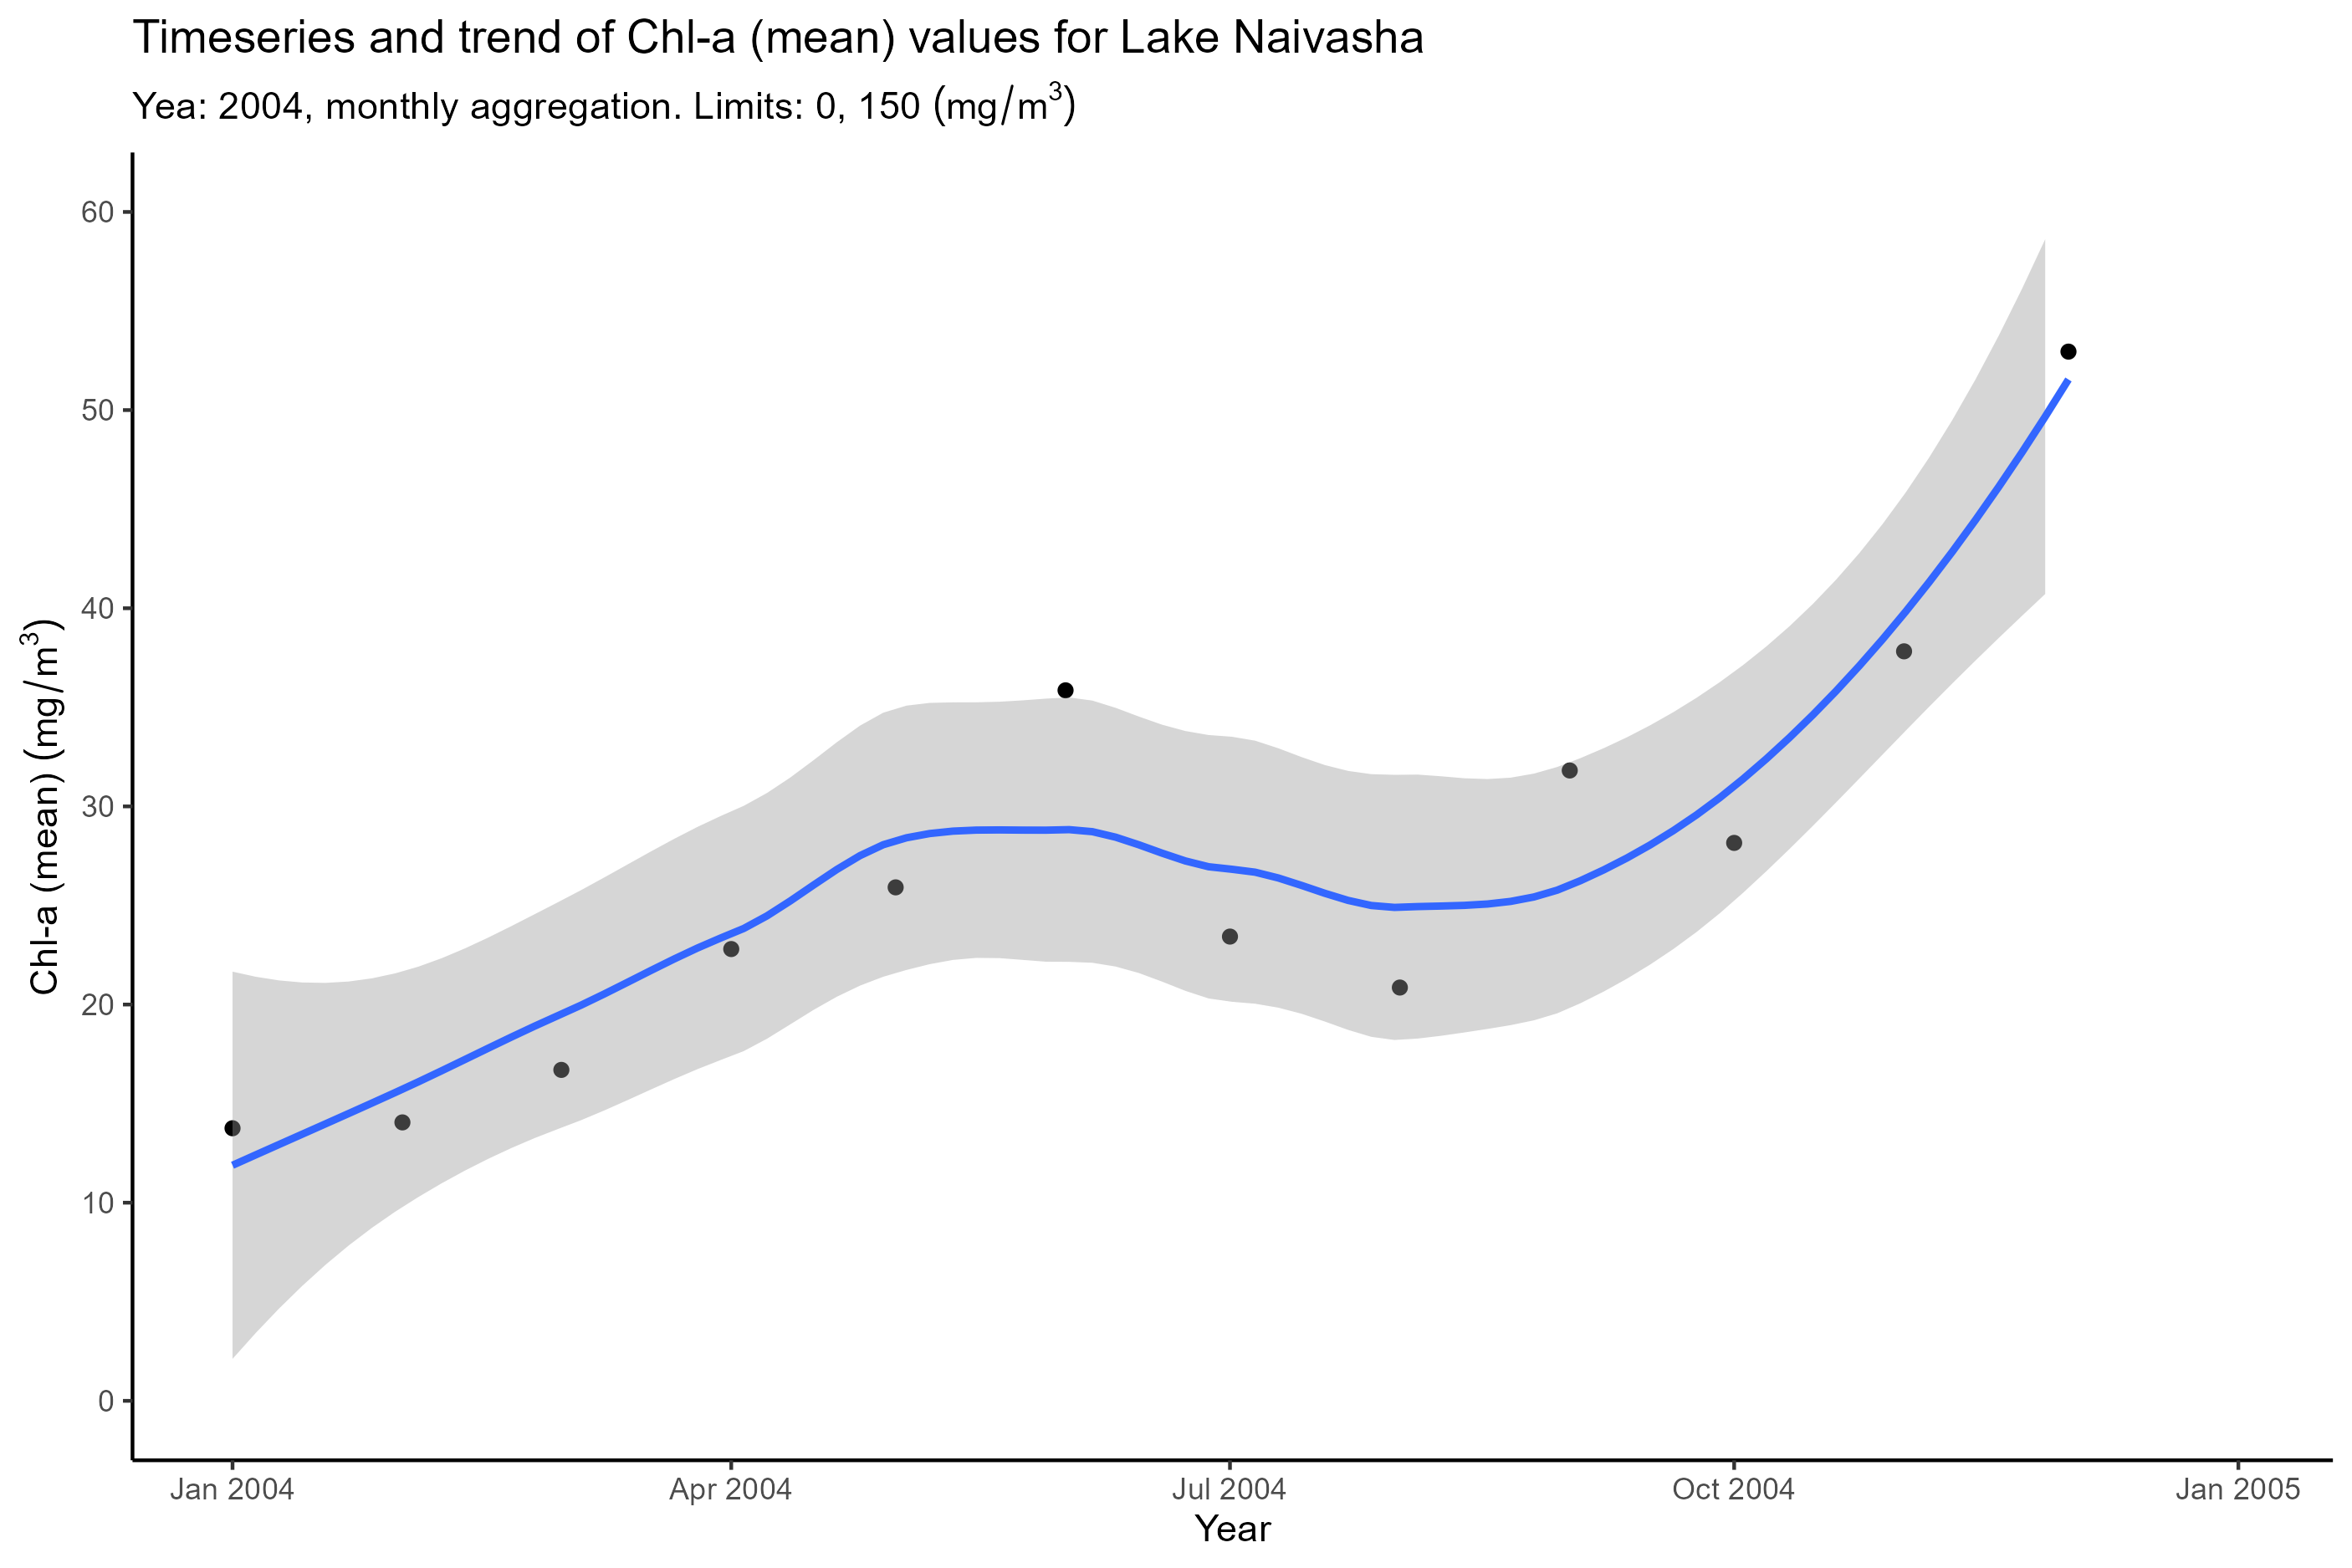 Timeseries and trend of Chl-a (mean) values for Lake Naivasha
Yea: 2004, monthly aggregation. Limits: 0, 150 (mg/m³)
Chl-a (mean) (mg/m³)
60
50
40
30
20
10
0
Jan 2004 Apr 2004 Jul 2004 Oct 2004 Jan 2005
Year